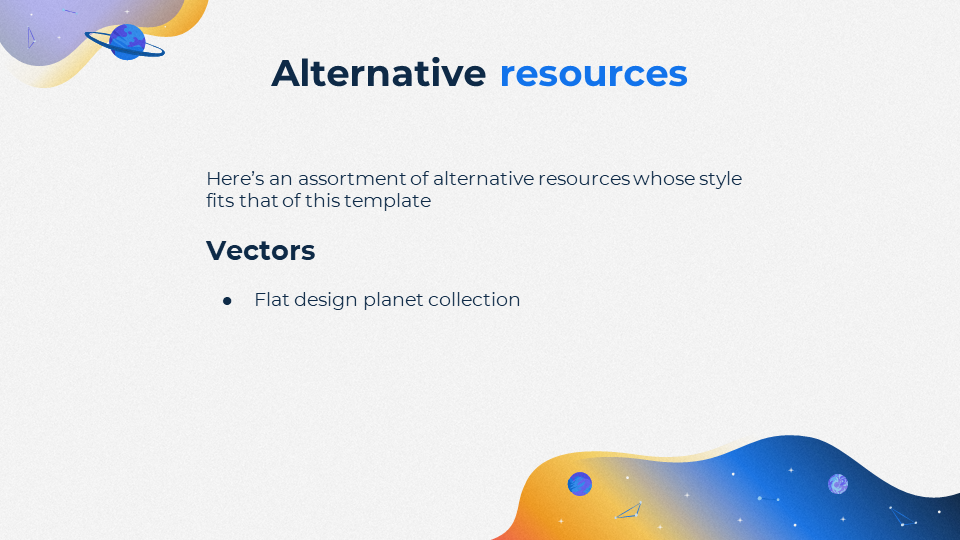 Alternative resources
Here’s an assortment of alternative resources whose style
fits that of this template
Vectors
● Flat design planet collection